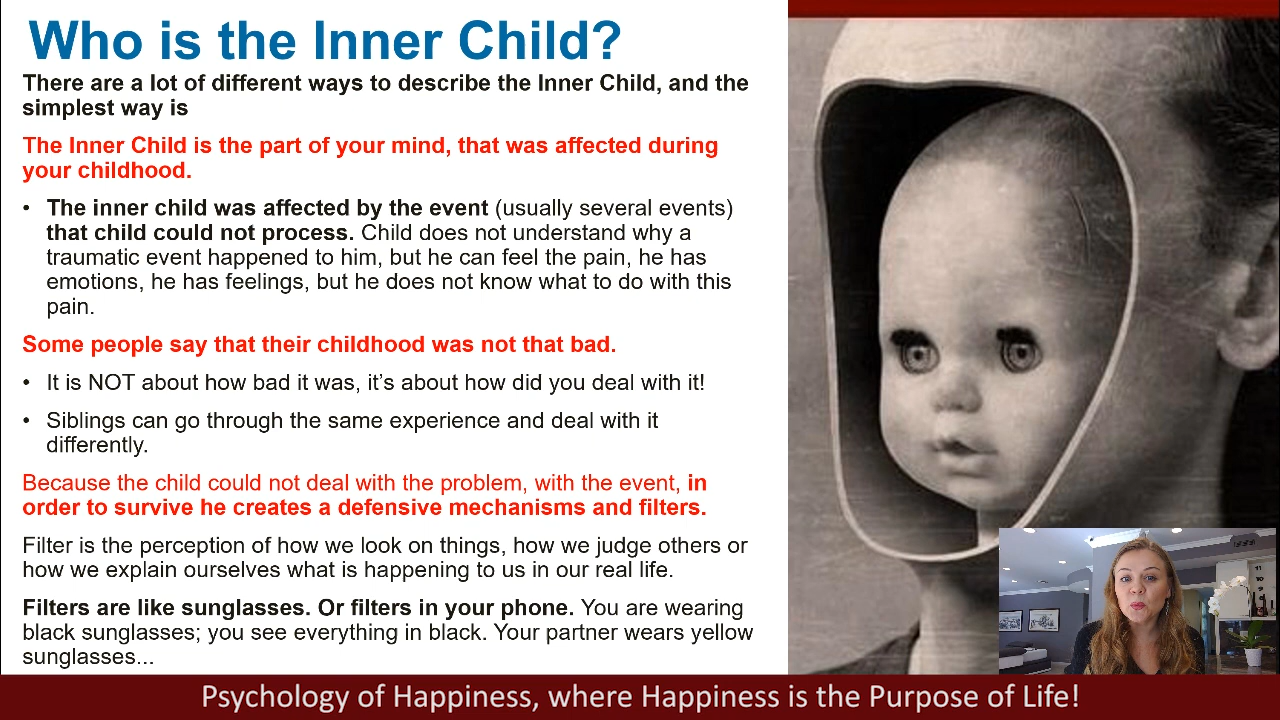 Who is the Inner Child?
There are a lot of different ways to describe the Inner Child, and the
simplest way is
The Inner Child is the part of your mind, that was affected during
your childhood.
• The inner child was affected by the event (usually several events)
that child could not process. Child does not understand why a
traumatic event happened to him, but he can feel the pain, he has
emotions, he has feelings, but he does not know what to do with this
pain.
Some people say that their childhood was not that bad.
• It is NOT about how bad it was, it’s about how did you deal with it!
• Siblings can go through the same experience and deal with it
differently.
Because the child could not deal with the problem, with the event, in
order to survive he creates a defensive mechanisms and filters.
Filter is the perception of how we look on things, how we judge others or
how we explain ourselves what is happening to us in our real life.
Filters are like sunglasses. Or filters in your phone. You are wearing
black sunglasses; you see everything in black. Your partner wears yellow
sunglasses...
Psychology of Happiness, where Happiness is the Purpose of Life!